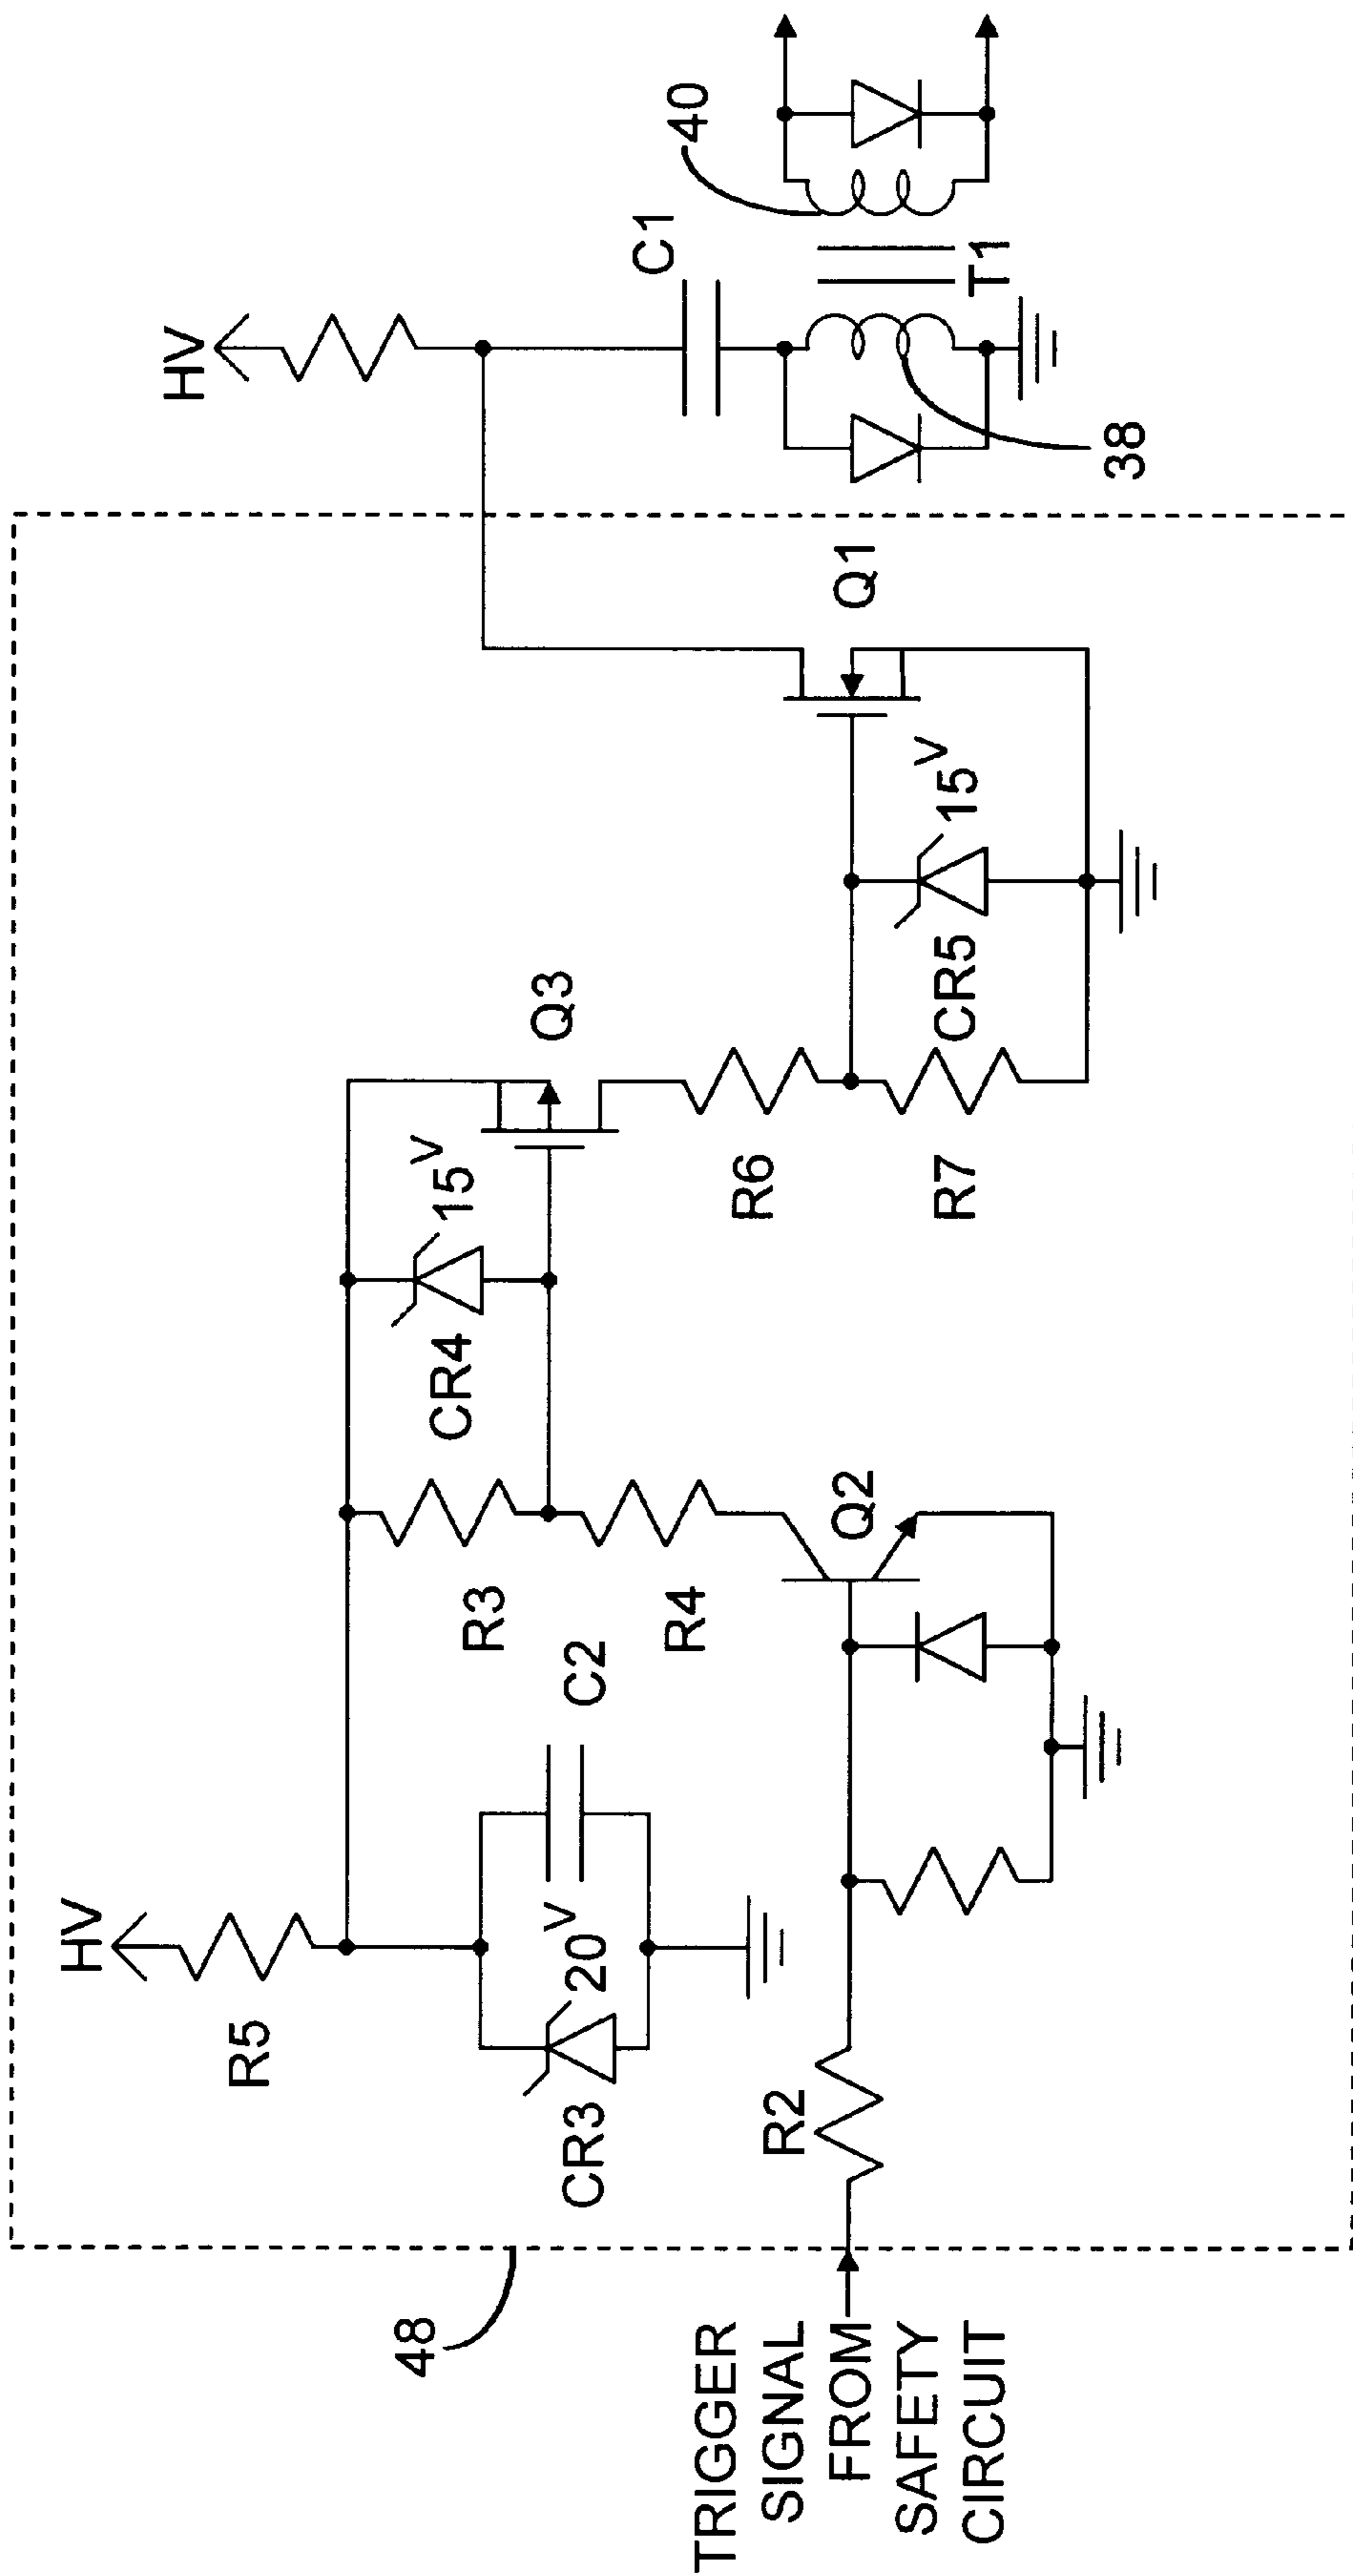 48
HV
HV
R5
CR3
20V
C2
R3
R4
CR4
15V
Q3
R6
R7
CR5
15V
Q1
Q2
R2
TRIGGER
SIGNAL
FROM
SAFETY
CIRCUIT
C1
40
T1
38